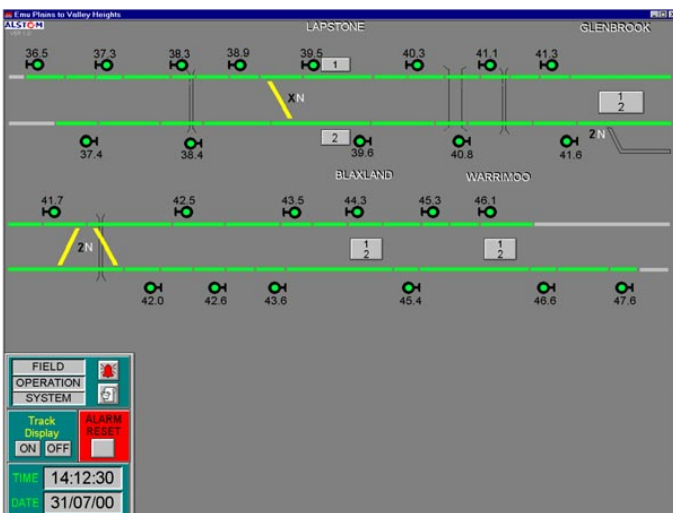 Emu Plains to Valley Heights
ALSTOM
LAPSTONE
GLENBROOK
36.5 37.3 38.3 38.9 39.5 40.3 41.1 41.3
1
X N
1
2
2
2 N
37.4 38.4 39.6 40.8 41.6
BLAXLAND WARRIMOO
41.7 42.5 43.5 44.3 45.3 46.1
2 N
1 1
2 2
42.0 42.6 43.6 45.4 46.6 47.6
FIELD
OPERATION
SYSTEM
Track
Display
ON OFF
ALARM
RESET
TIME 14:12:30
DATE 31/07/00